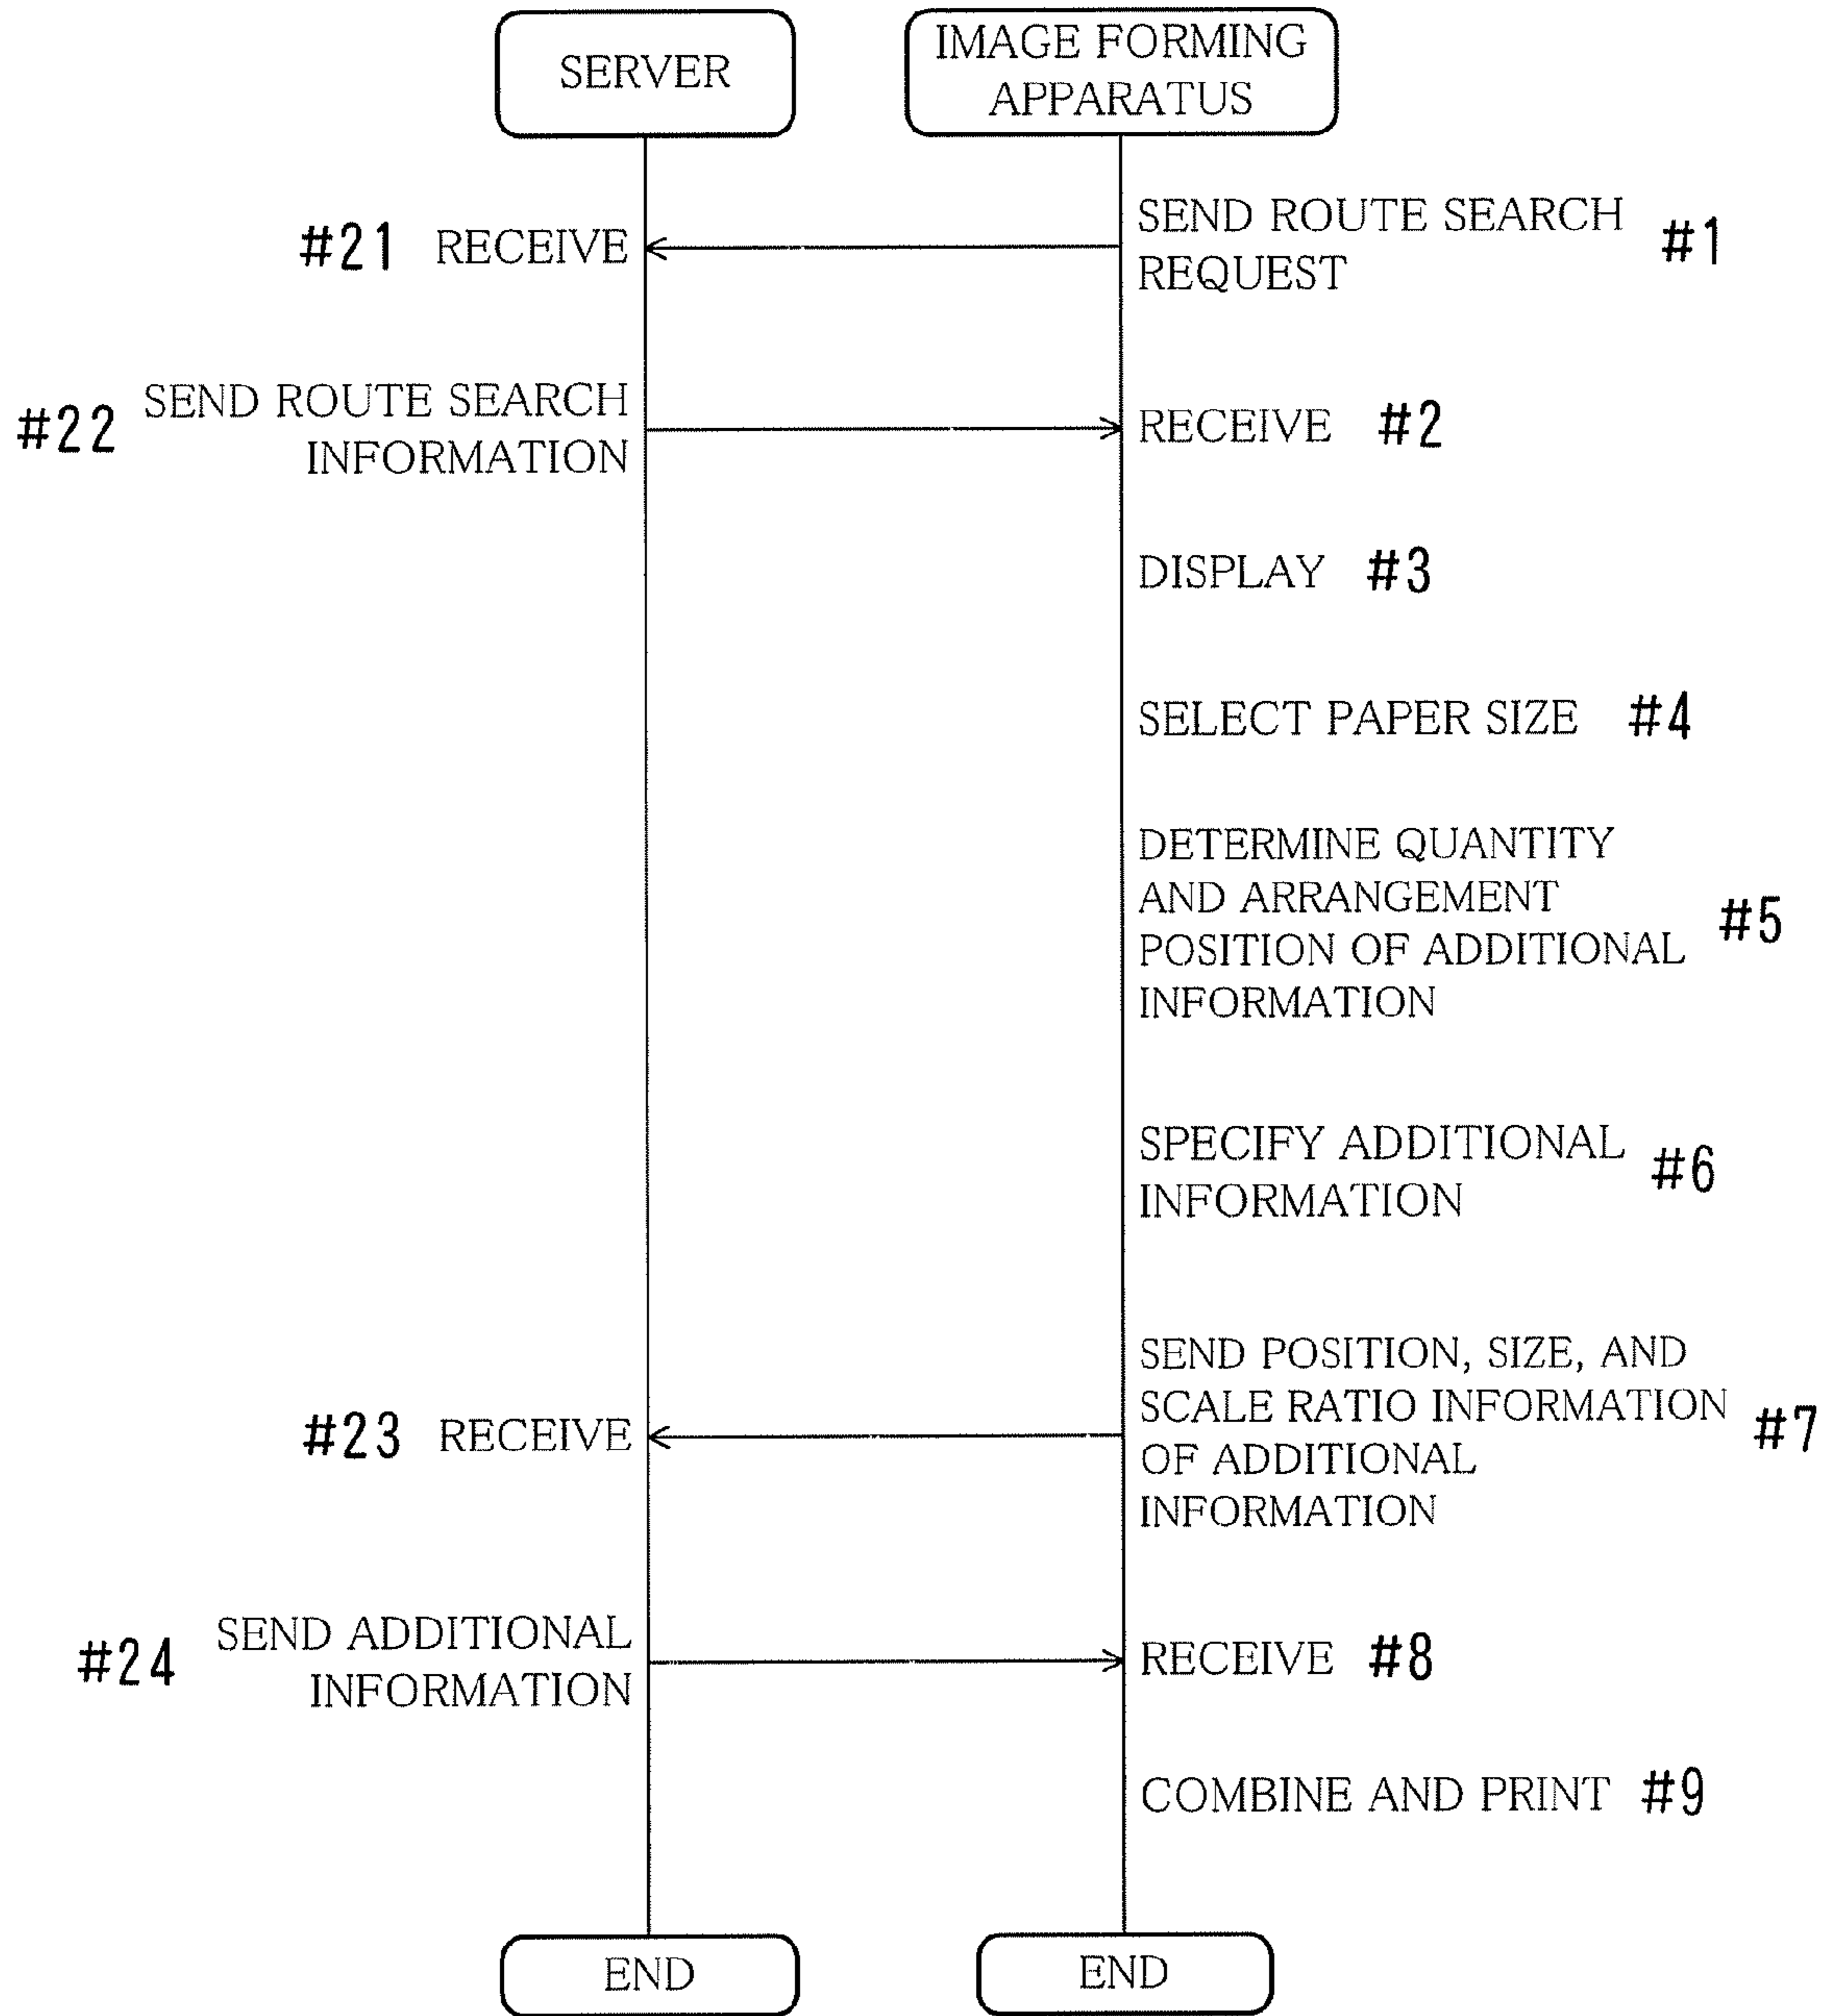 SERVER
IMAGE FORMING
APPARATUS
#21 RECEIVE
SEND ROUTE SEARCH
REQUEST
#1
#22
SEND ROUTE SEARCH
INFORMATION
RECEIVE #2
DISPLAY #3
SELECT PAPER SIZE #4
DETERMINE QUANTITY
AND ARRANGEMENT
POSITION OF ADDITIONAL
INFORMATION
#5
SPECIFY ADDITIONAL
INFORMATION
#6
#23 RECEIVE
SEND POSITION, SIZE, AND
SCALE RATIO INFORMATION
OF ADDITIONAL
INFORMATION
#7
#24
SEND ADDITIONAL
INFORMATION
RECEIVE #8
COMBINE AND PRINT #9
END
END